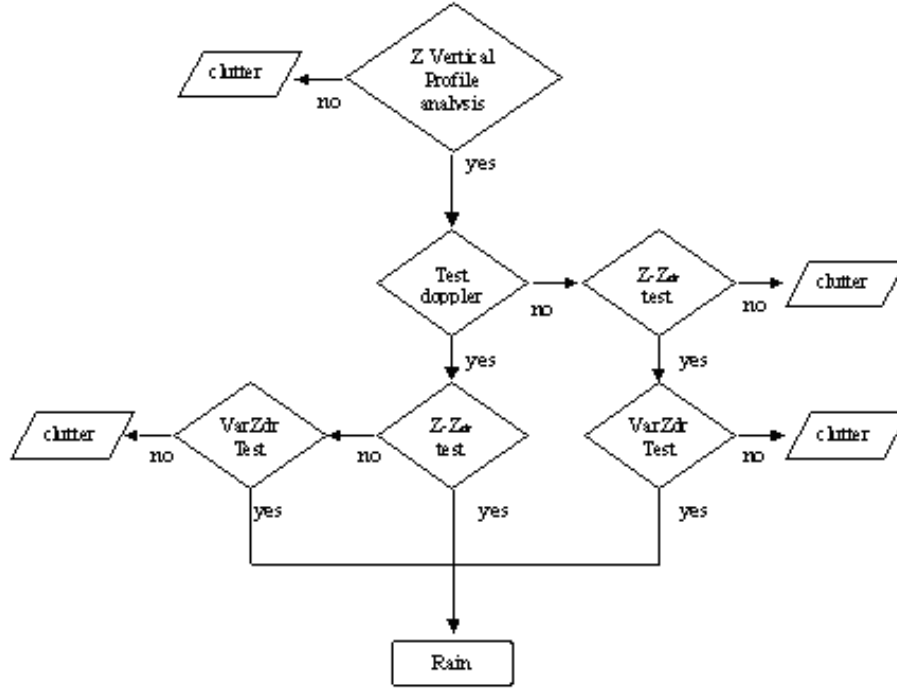 Z Vertical
Profile
analysis
clutter
no
yes
Test
doppler
no
Z-Zdr
test
no
clutter
yes
yes
clutter
no
VarZdr
Test
no
Z-Zdr
test
VarZdr
Test
no
clutter
yes
yes
yes
Rain